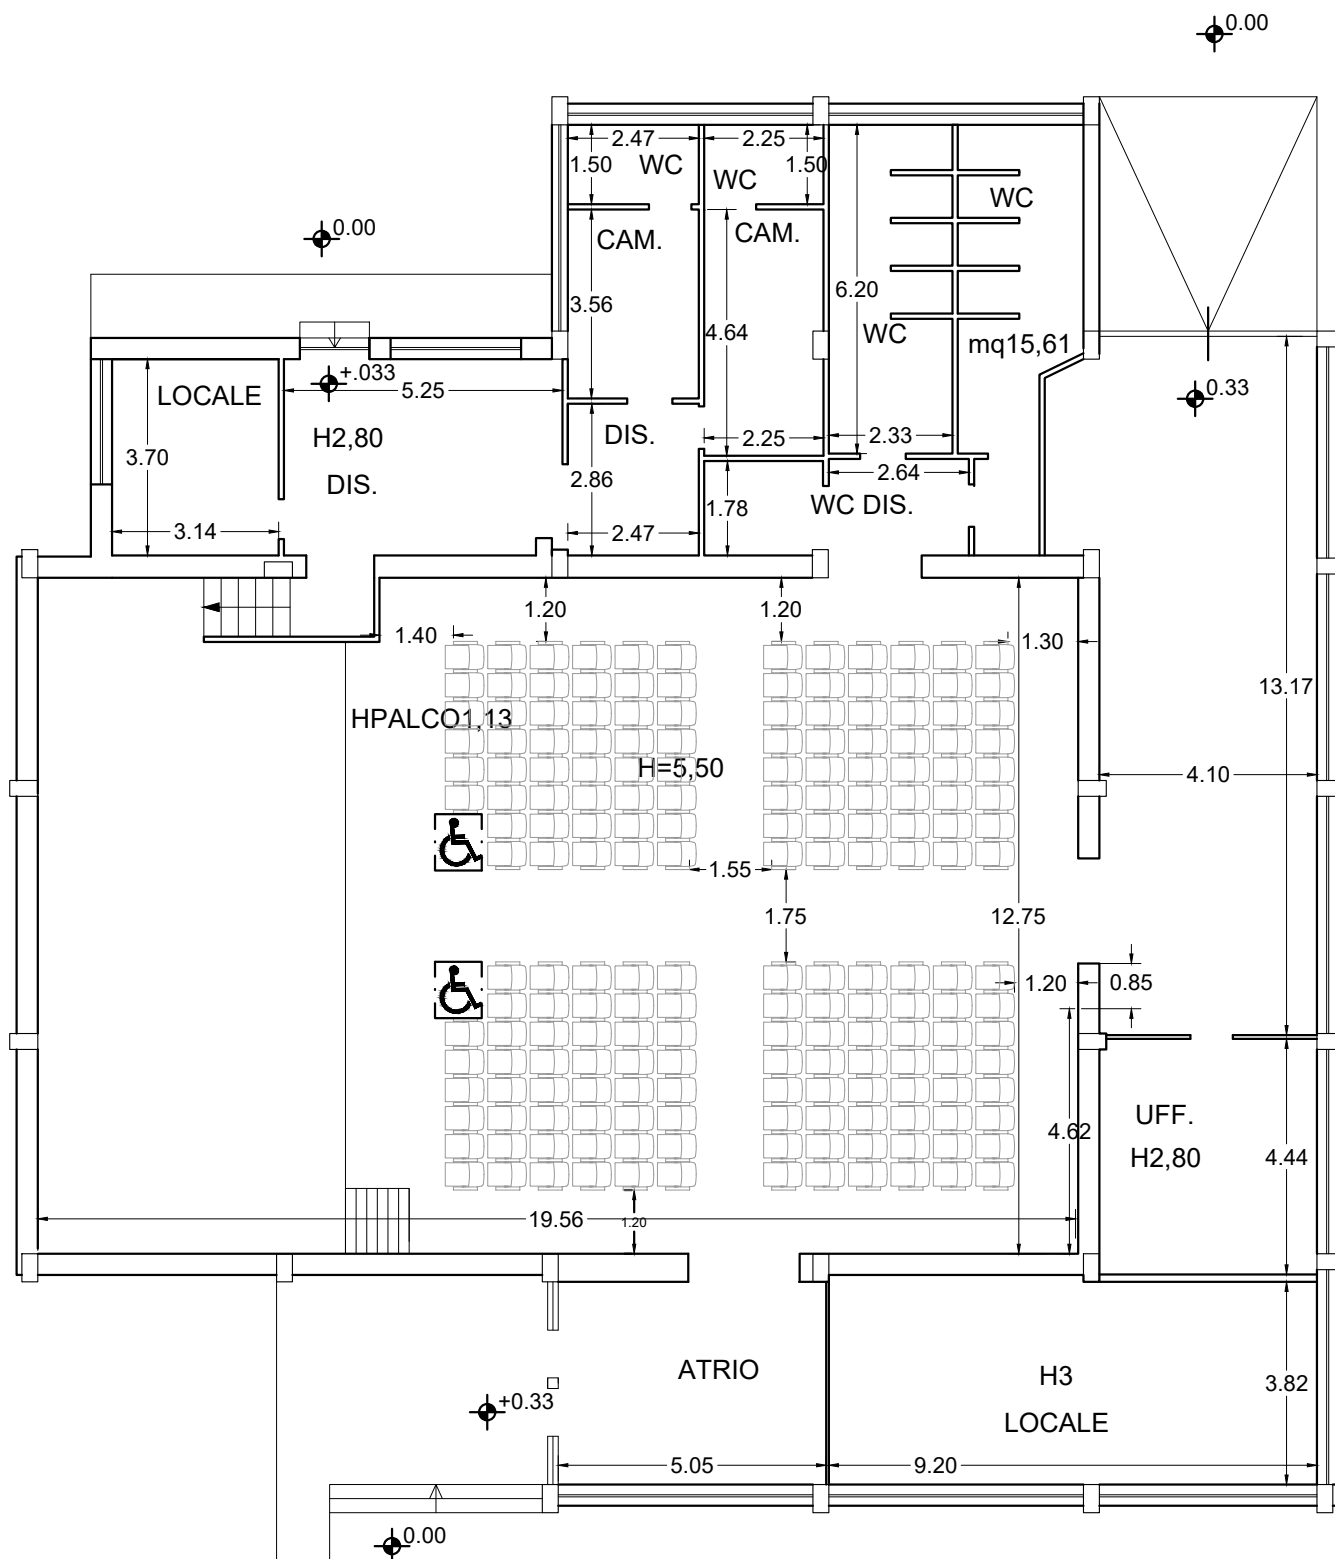 0.00
2.47
2.25
1.50
WC
1.50
WC
WC
0.00
CAM.
CAM.
6.20
3.56
4.64
WC
mq15,61
+.033
5.25
0.33
LOCALE
H2,80
DIS.
2.25
2.33
3.70
DIS.
2.86
2.64
1.78
WC DIS.
3.14
2.47
1.20
1.20
1.40
1.30
13.17
HPALCO1,13
H=5,50
4.10
1.55
1.75
12.75
1.20
0.85
UFF.
4.62
H2,80
4.44
19.56
1.20
ATRIO
H3
3.82
+0.33
LOCALE
5.05
9.20
0.00